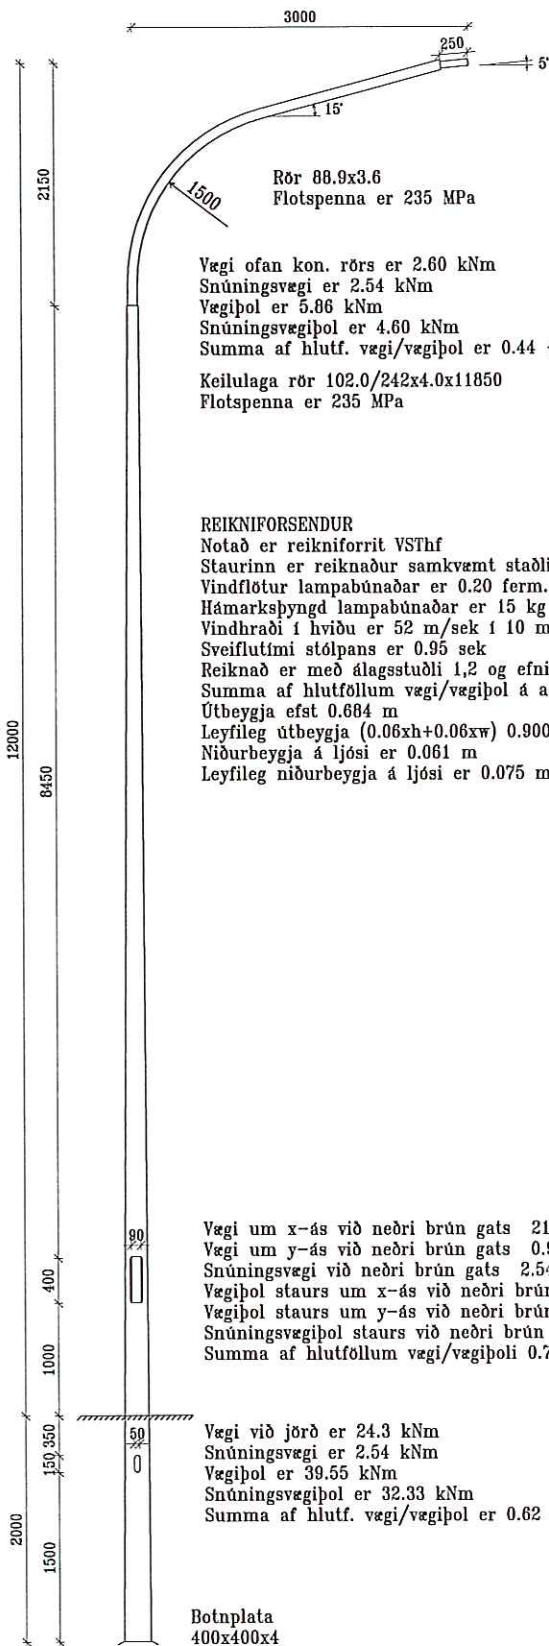 3000
250
5°
15°
2150
1500
Rör 88.9x3.6
Flotspenna er 235 MPa
Vægi ofan kon. rörs er 2.60 kNm
Snúningsvægi er 2.54 kNm
Vægiþol er 5.86 kNm
Snúningsvægiþol er 4.60 kNm
Summa af hlutf. vægi/vægiþol er 0.44
Keilulaga rör 102.0/242x4.0x11850
Flotspenna er 235 MPa
REIKNIFORSENDUR
Notað er reikniforrit VSThf
Staurinn er reiknaður samkvæmt staðli
Vindflötur lampabúnaðar er 0.20 ferm.
Hámarksþyngd lampabúnaðar er 15 kg
Vindhraði í hviðu er 52 m/sek í 10 m
Sveiflutími stólpans er 0.95 sek
Reiknað er með álagsstuðli 1,2 og efni
Summa af hlutföllum vægi/vægiþol á a
Útbeygja efst 0.684 m
Leyfileg útbeygja (0.06xh+0.06xw) 0.900
Niðurbeygja á ljósi er 0.061 m
Leyfileg niðurbeygja á ljósi er 0.075 m
12000
8450
90
400
1000
Vægi um x-ás við neðri brún gats 21
Vægi um y-ás við neðri brún gats 0.9
Snúningsvægi við neðri brún gats 2.54
Vægiþol staurs um x-ás við neðri brún
Vægiþol staurs um y-ás við neðri brún
Snúningsvægiþol staurs við neðri brún
Summa af hlutföllum vægi/vægiþoli 0.7
50
150 350
2000
1500
Vægi við jörð er 24.3 kNm
Snúningsvægi er 2.54 kNm
Vægiþol er 39.55 kNm
Snúningsvægiþol er 32.33 kNm
Summa af hlutf. vægi/vægiþol er 0.62
Botnplata
400x400x4